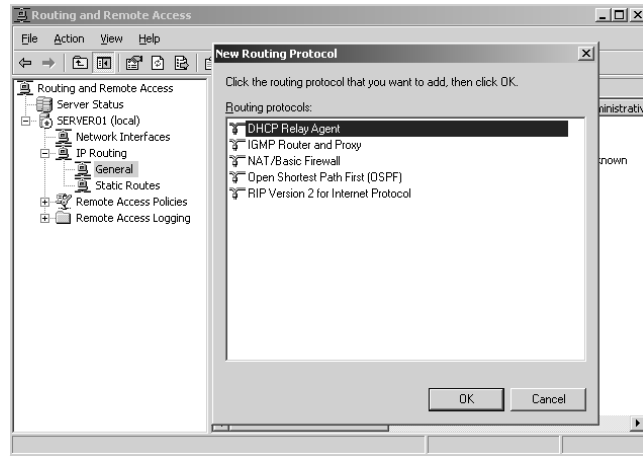 Routing and Remote Access
File Action View Help
Routing and Remote Access
Server Status
SERVER01 (local)
Network Interfaces
IP Routing
General
Static Routes
Remote Access Policies
Remote Access Logging
New Routing Protocol
Click the routing protocol that you want to add, then click OK.
Routing protocols:
DHCP Relay Agent
IGMP Router and Proxy
NAT/Basic Firewall
Open Shortest Path First (OSPF)
RIP Version 2 for Internet Protocol
OK Cancel